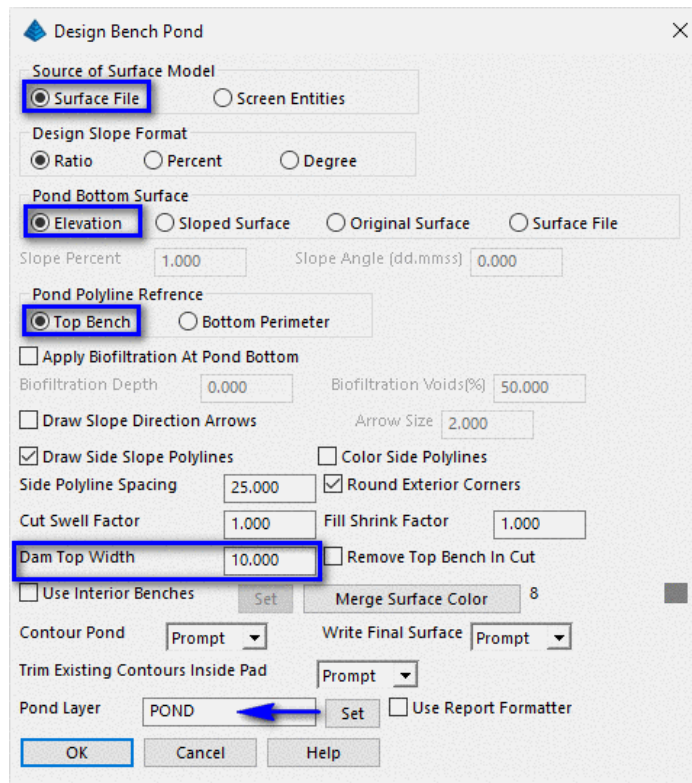 Design Bench Pond
Source of Surface Model
Surface File Screen Entities
Design Slope Format
Ratio Percent Degree
Pond Bottom Surface
Elevation Sloped Surface Original Surface Surface File
Slope Percent 1.000 Slope Angle (dd.mmss) 0.000
Pond Polyline Refrence
Top Bench Bottom Perimeter
Apply Biofiltration At Pond Bottom
Biofiltration Depth 0.000 Biofiltration Voids(%) 50.000
Draw Slope Direction Arrows Arrow Size 2.000
Draw Side Slope Polylines Color Side Polylines
Side Polyline Spacing 25.000 Round Exterior Corners
Cut Swell Factor 1.000 Fill Shrink Factor 1.000
Dam Top Width 10.000 Remove Top Bench In Cut
Use Interior Benches Set Merge Surface Color 8
Contour Pond Prompt Write Final Surface Prompt
Trim Existing Contours Inside Pad Prompt
Pond Layer POND Set Use Report Formatter
OK Cancel Help